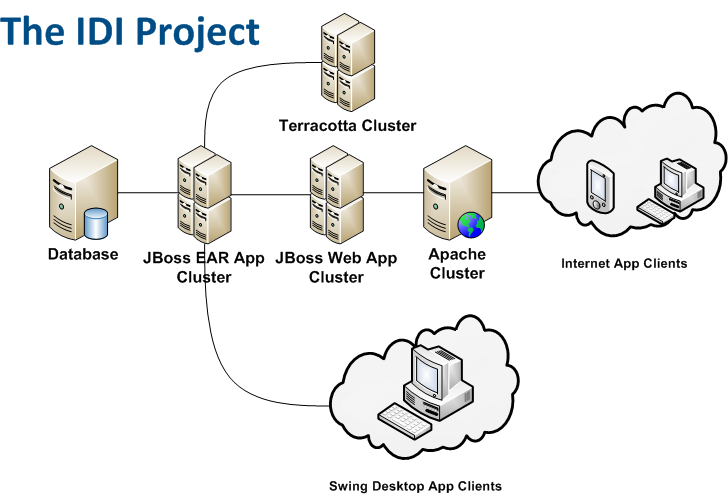 The IDI Project
Terracotta Cluster
Database
JBoss EAR App
Cluster
JBoss Web App
Cluster
Apache
Cluster
Internet App Clients
Swing Desktop App Clients